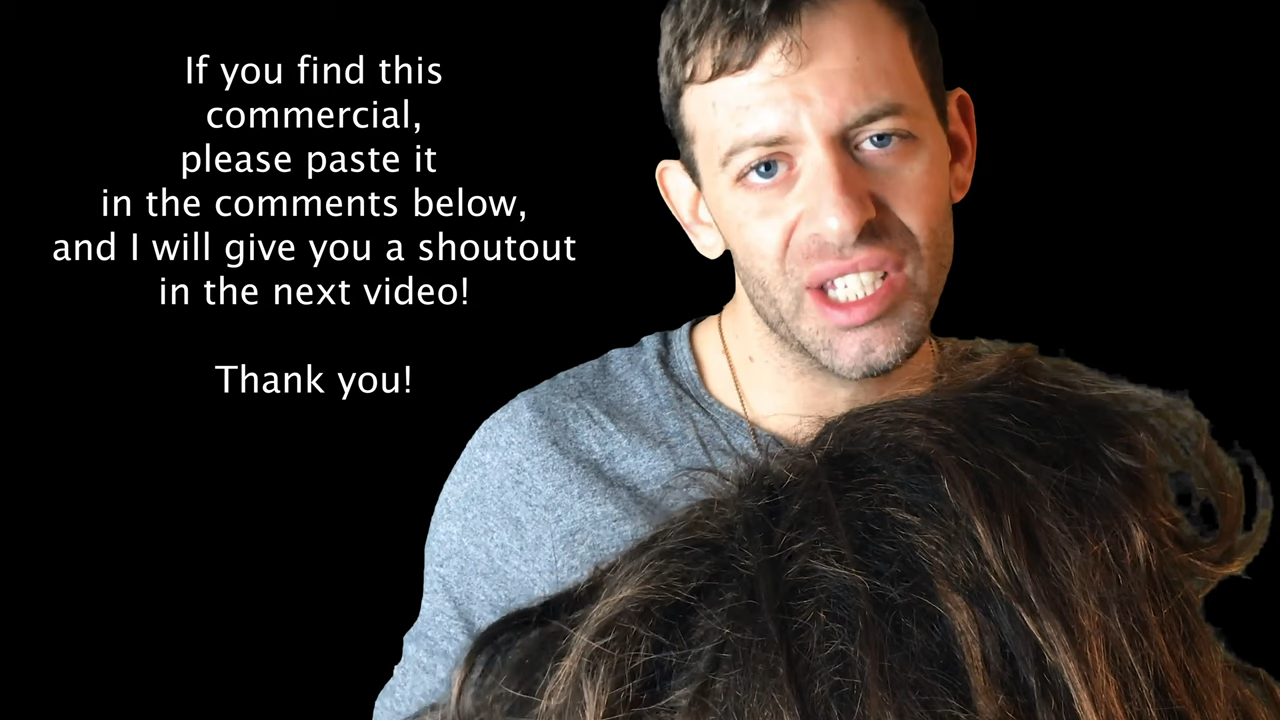 If you find this
commercial,
please paste it
in the comments below,
and I will give you a shoutout
in the next video!
Thank you!